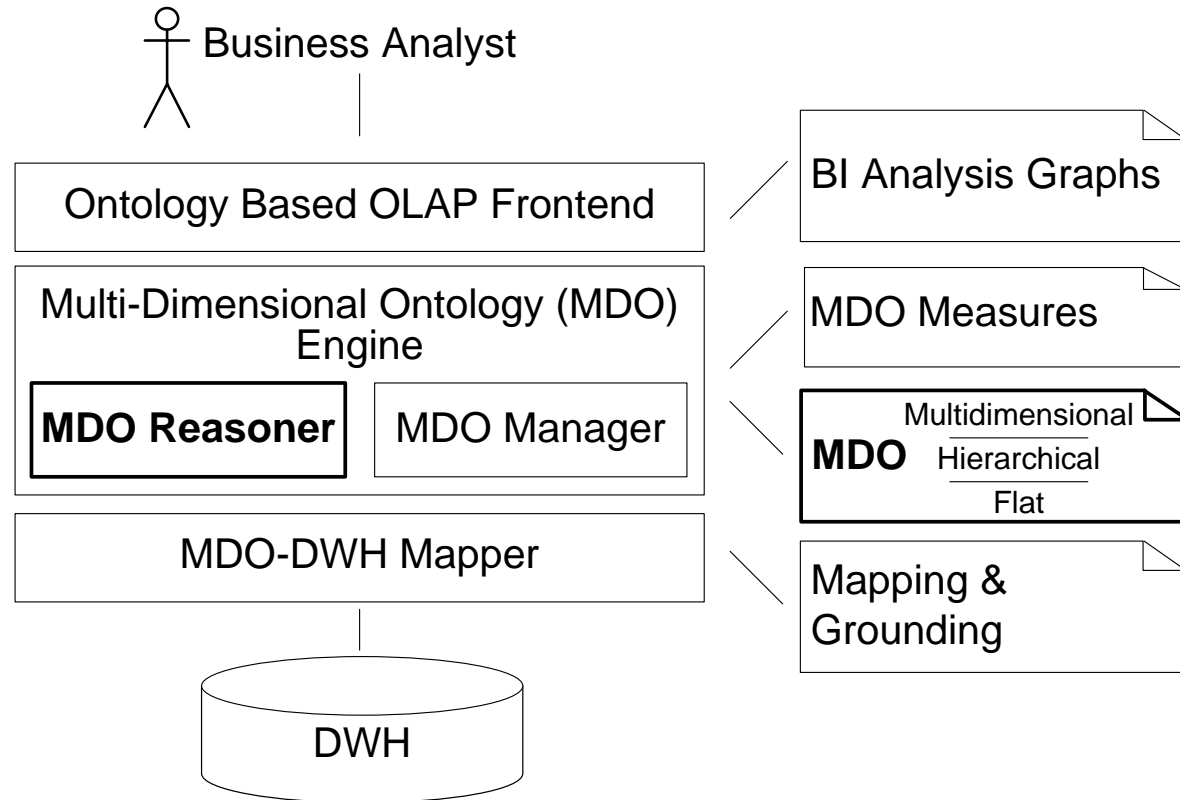 Business Analyst
Ontology Based OLAP Frontend
Multi-Dimensional Ontology (MDO)
Engine
MDO Reasoner
MDO Manager
MDO-DWH Mapper
DWH
BI Analysis Graphs
MDO Measures
MDO
Multidimensional
Hierarchical
Flat
Mapping &
Grounding